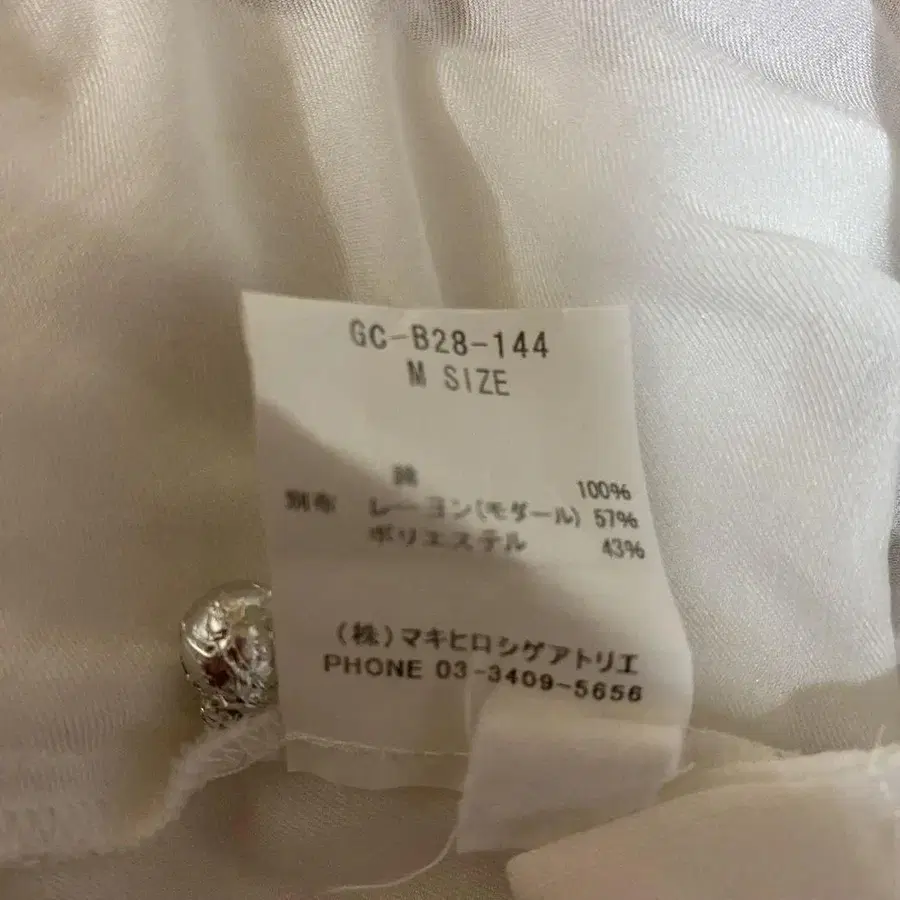 GC-B28-144
M SIZE
綿 100%
別布 レーヨン(モダール) 57%
ポリエステル 43%
(株)マキヒロシゲアトリエ
PHONE 03-3409-5656